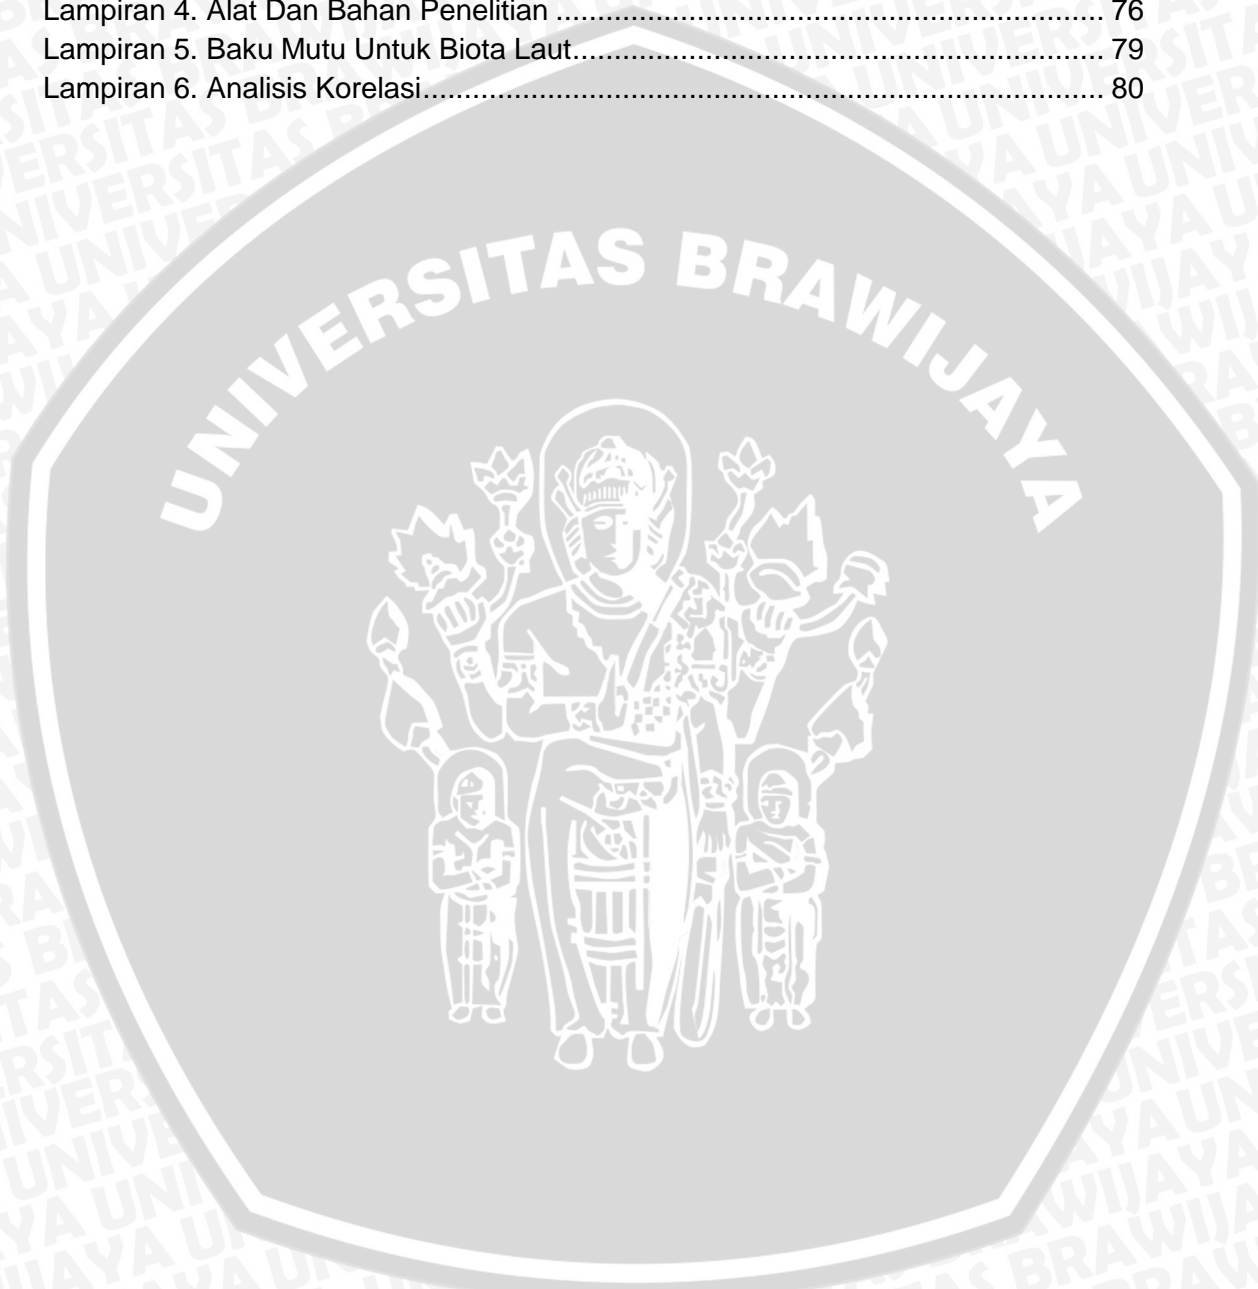 Lampiran 4. Alat Dan Bahan Penelitian .................................................................. 76
Lampiran 5. Baku Mutu Untuk Biota Laut................................................................ 79
Lampiran 6. Analisis Korelasi.................................................................................. 80
UNIVERSITAS BRAWIJAYA